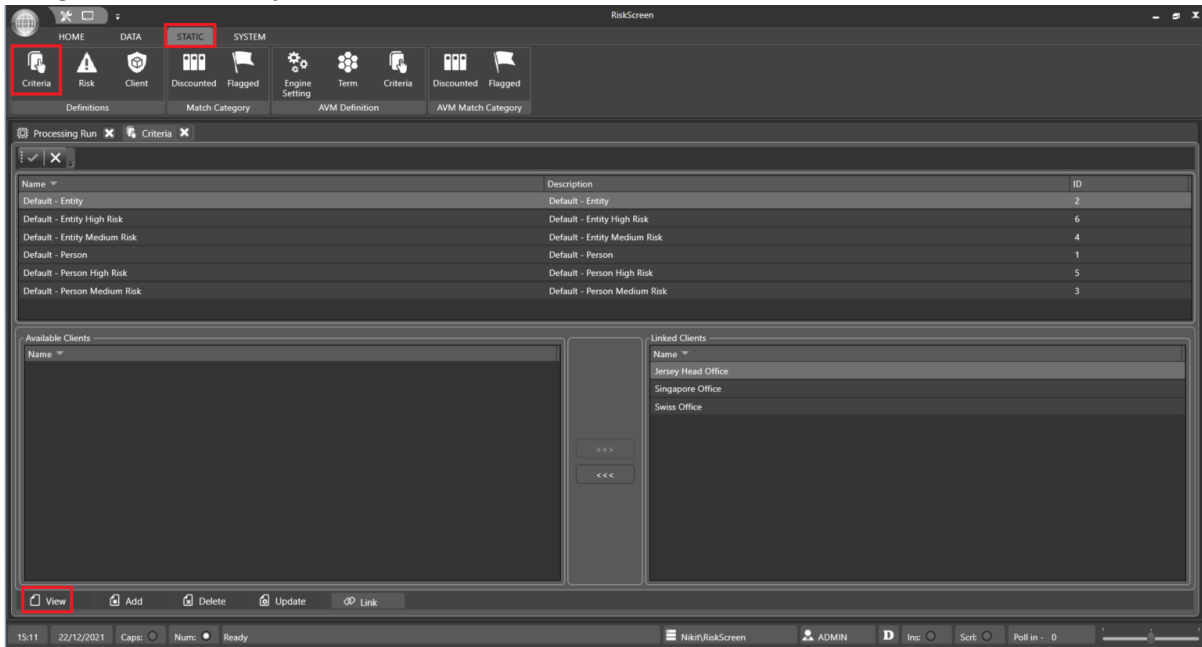 RiskScreen
HOME DATA STATIC SYSTEM
Criteria Risk Client Discounted Flagged Engine Setting Term Criteria Discounted Flagged
Definitions Match Category AVM Definition AVM Match Category
Processing Run Criteria
Name Description ID
Default - Entity Default - Entity 2
Default - Entity High Risk Default - Entity High Risk 6
Default - Entity Medium Risk Default - Entity Medium Risk 4
Default - Person Default - Person 1
Default - Person High Risk Default - Person High Risk 5
Default - Person Medium Risk Default - Person Medium Risk 3
Available Clients Linked Clients
Name Name
Jersey Head Office
Singapore Office
Swiss Office
>>>
<<<
View Add Delete Update Link
15:11 22/12/2021 Caps: Num: Ready Nikit\RiskScreen ADMIN D Ins: Scrl: Poll in - 0